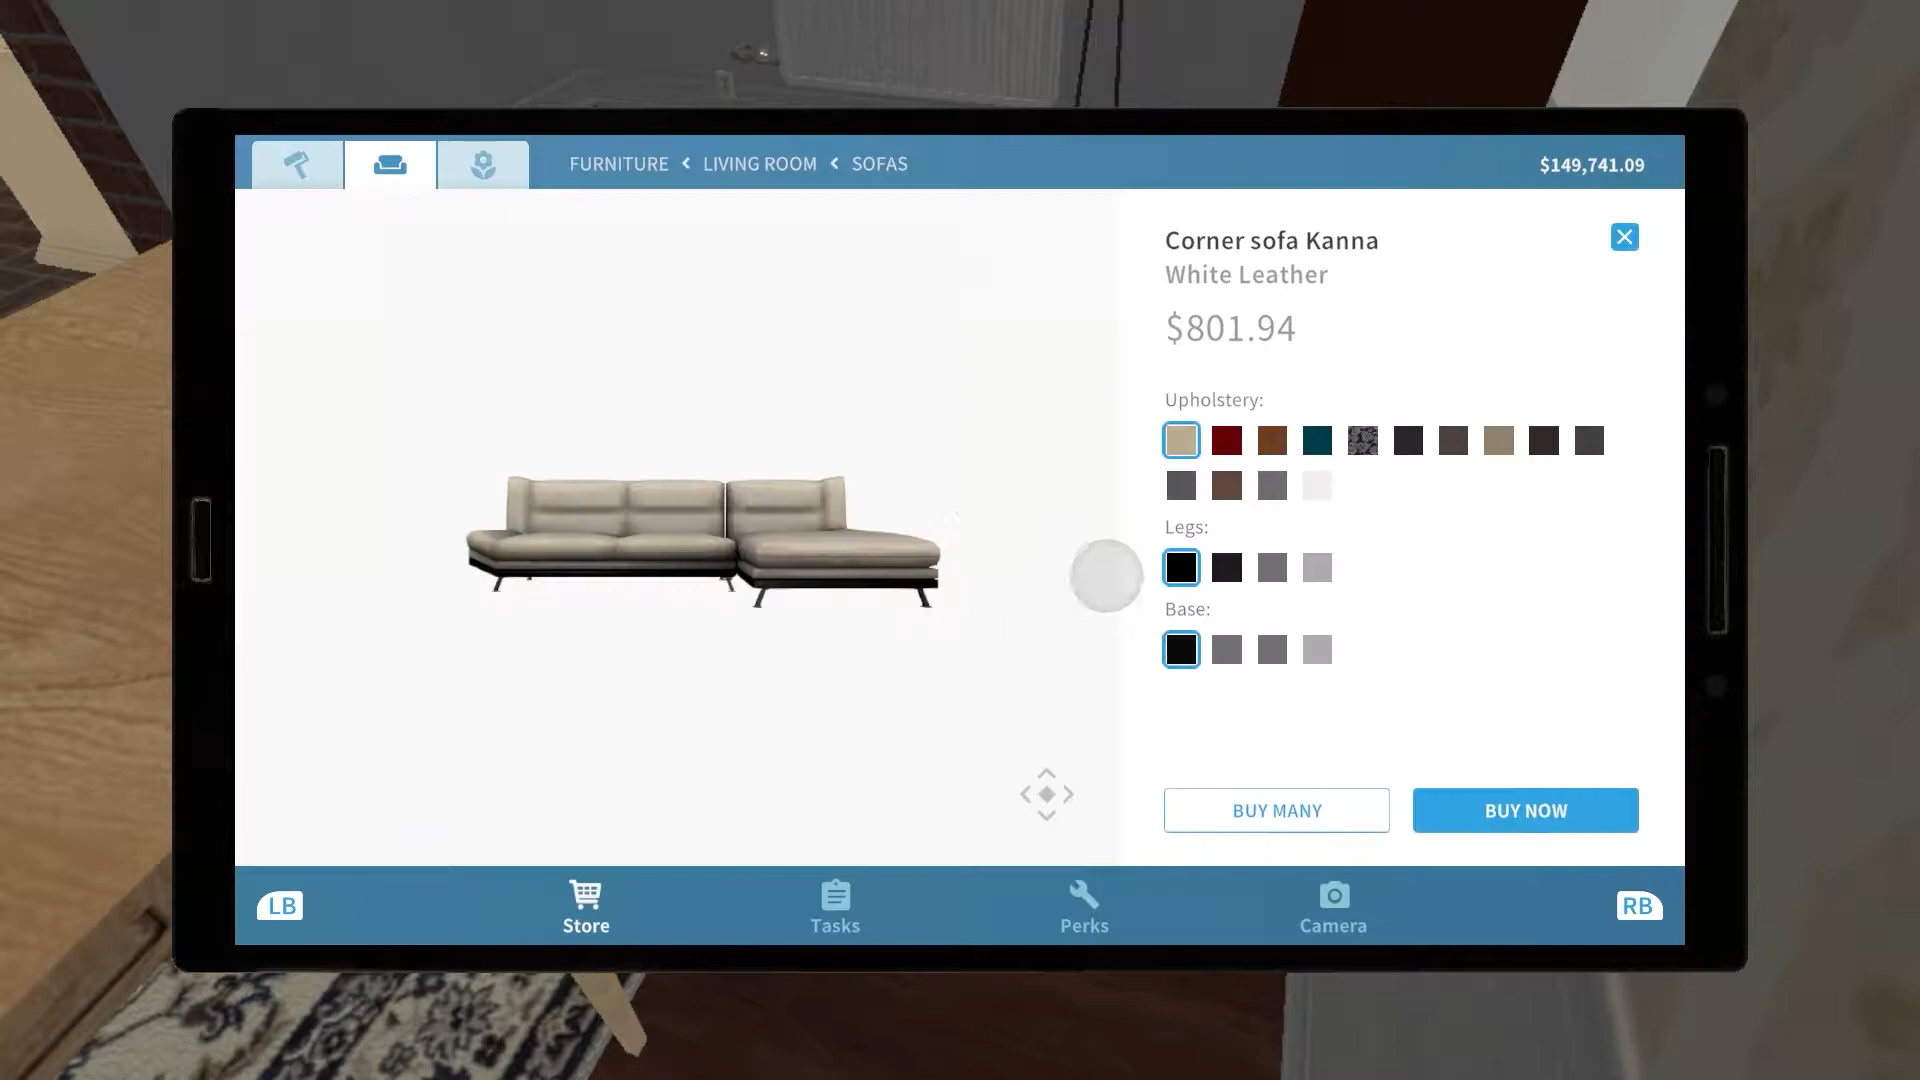 FURNITURE < LIVING ROOM < SOFAS
$149,741.09
Corner sofa Kanna
White Leather
$801.94
Upholstery:
Legs:
Base:
BUY MANY
BUY NOW
LB
Store
Tasks
Perks
Camera
RB